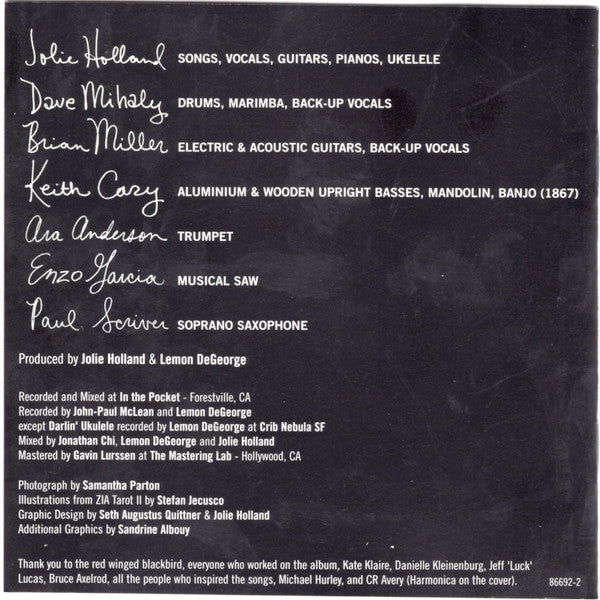 Jolie Holland SONGS, VOCALS, GUITARS, PIANOS, UKELELE
Dave Mihaly DRUMS, MARIMBA, BACK-UP VOCALS
Brian Miller ELECTRIC & ACOUSTIC GUITARS, BACK-UP VOCALS
Keith Cary ALUMINIUM & WOODEN UPRIGHT BASSES, MANDOLIN, BANJO (1867)
Ara Anderson TRUMPET
Enzo Garcia MUSICAL SAW
Paul Scriver SOPRANO SAXOPHONE
Produced by Jolie Holland & Lemon DeGeorge
Recorded and Mixed at In the Pocket - Forestville, CA
Recorded by John-Paul McLean and Lemon DeGeorge
except Darlin' Ukulele recorded by Lemon DeGeorge at Crib Nebula SF
Mixed by Jonathan Chi, Lemon DeGeorge and Jolie Holland
Mastered by Gavin Lurssen at The Mastering Lab - Hollywood, CA
Photograph by Samantha Parton
Illustrations from ZIA Tarot II by Stefan Jecusco
Graphic Design by Seth Augustus Quittner & Jolie Holland
Additional Graphics by Sandrine Albouy
Thank you to the red winged blackbird, everyone who worked on the album, Kate Klaire, Danielle Kleinenburg, Jeff 'Luck'
Lucas, Bruce Axelrod, all the people who inspired the songs, Michael Hurley, and CR Avery (Harmonica on the cover). 86692-2